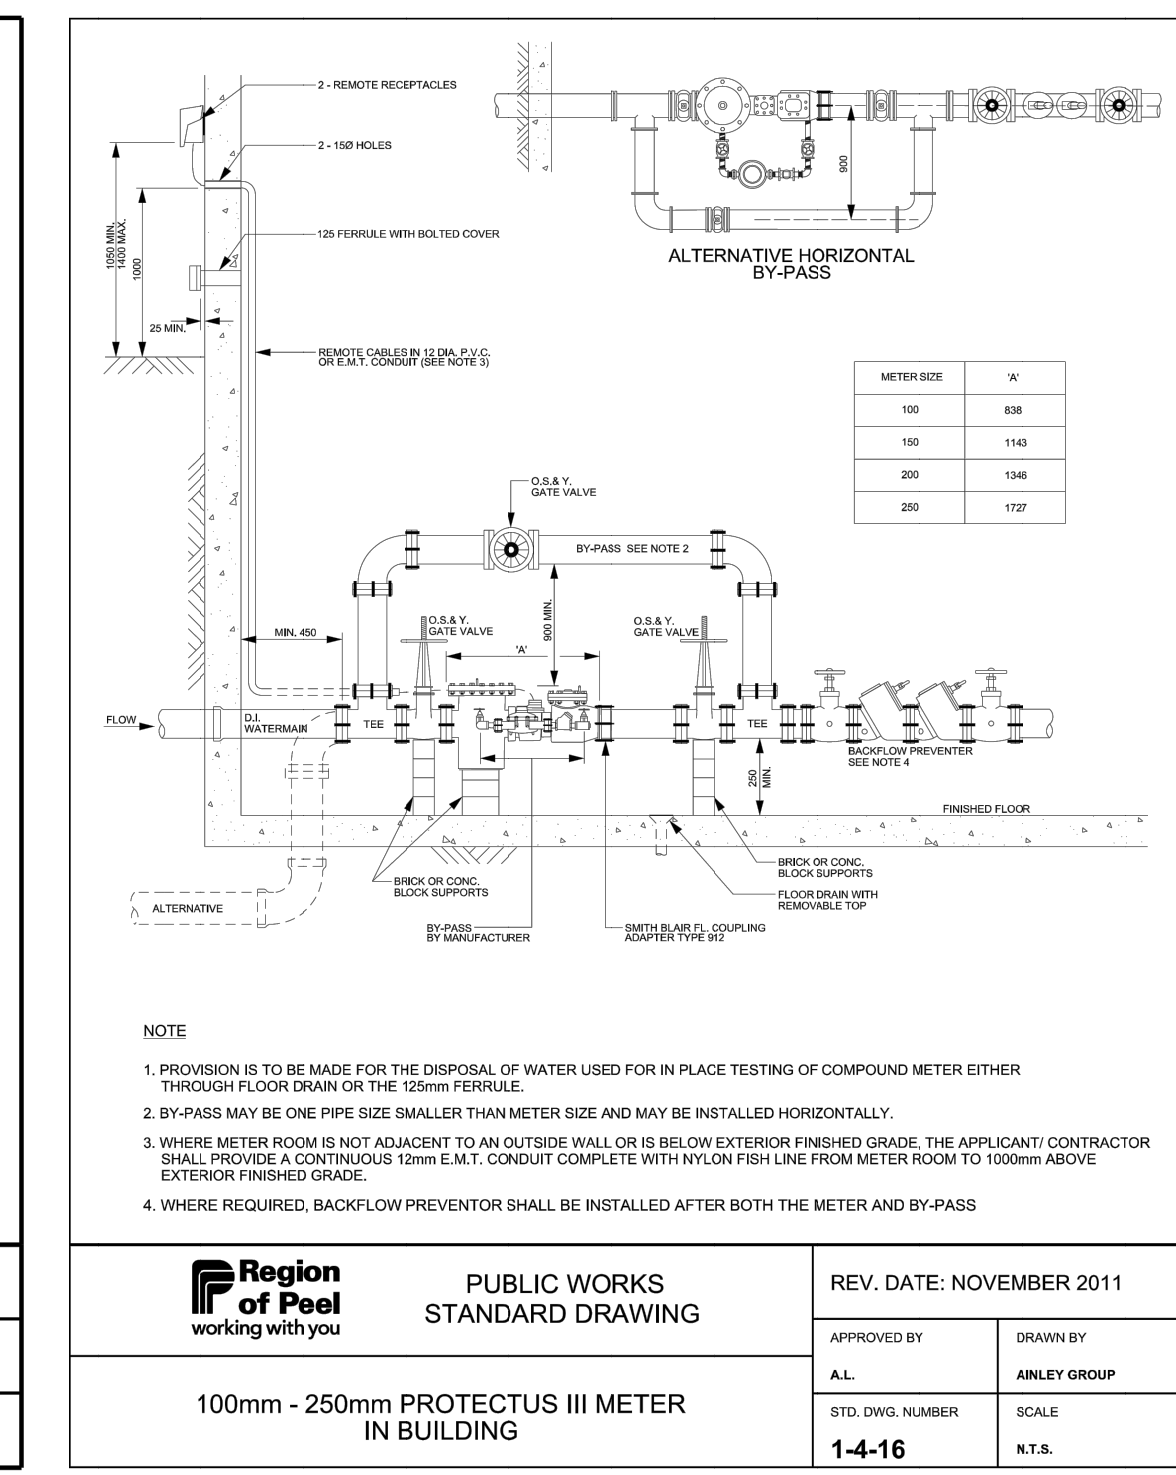 2 - REMOTE RECEPTACLES
2 - 15Ø HOLES
125 FERRULE WITH BOLTED COVER
1050 MIN.
1400 MAX.
1000
25 MIN.
REMOTE CABLES IN 12 DIA. P.V.C.
OR E.M.T. CONDUIT (SEE NOTE 3)
900
ALTERNATIVE HORIZONTAL
BY-PASS
METER SIZE 'A'
100 838
150 1143
200 1346
250 1727
O.S.& Y.
GATE VALVE
BY-PASS SEE NOTE 2
MIN. 450
O.S.& Y.
GATE VALVE
900 MIN.
'A'
O.S.& Y.
GATE VALVE
FLOW
D.I.
WATERMAIN
TEE
TEE
BACKFLOW PREVENTER
SEE NOTE 4
250
MIN.
FINISHED FLOOR
ALTERNATIVE
BRICK OR CONC.
BLOCK SUPPORTS
BY-PASS
BY MANUFACTURER
SMITH BLAIR FL. COUPLING
ADAPTER TYPE 912
BRICK OR CONC.
BLOCK SUPPORTS
FLOOR DRAIN WITH
REMOVABLE TOP
NOTE
1. PROVISION IS TO BE MADE FOR THE DISPOSAL OF WATER USED FOR IN PLACE TESTING OF COMPOUND METER EITHER
THROUGH FLOOR DRAIN OR THE 125mm FERRULE.
2. BY-PASS MAY BE ONE PIPE SIZE SMALLER THAN METER SIZE AND MAY BE INSTALLED HORIZONTALLY.
3. WHERE METER ROOM IS NOT ADJACENT TO AN OUTSIDE WALL OR IS BELOW EXTERIOR FINISHED GRADE, THE APPLICANT/ CONTRACTOR
SHALL PROVIDE A CONTINUOUS 12mm E.M.T. CONDUIT COMPLETE WITH NYLON FISH LINE FROM METER ROOM TO 1000mm ABOVE
EXTERIOR FINISHED GRADE.
4. WHERE REQUIRED, BACKFLOW PREVENTOR SHALL BE INSTALLED AFTER BOTH THE METER AND BY-PASS
Region
of Peel
working with you
PUBLIC WORKS
STANDARD DRAWING
REV. DATE: NOVEMBER 2011
APPROVED BY
A.L.
DRAWN BY
AINLEY GROUP
100mm - 250mm PROTECTUS III METER
IN BUILDING
STD. DWG. NUMBER
1-4-16
SCALE
N.T.S.